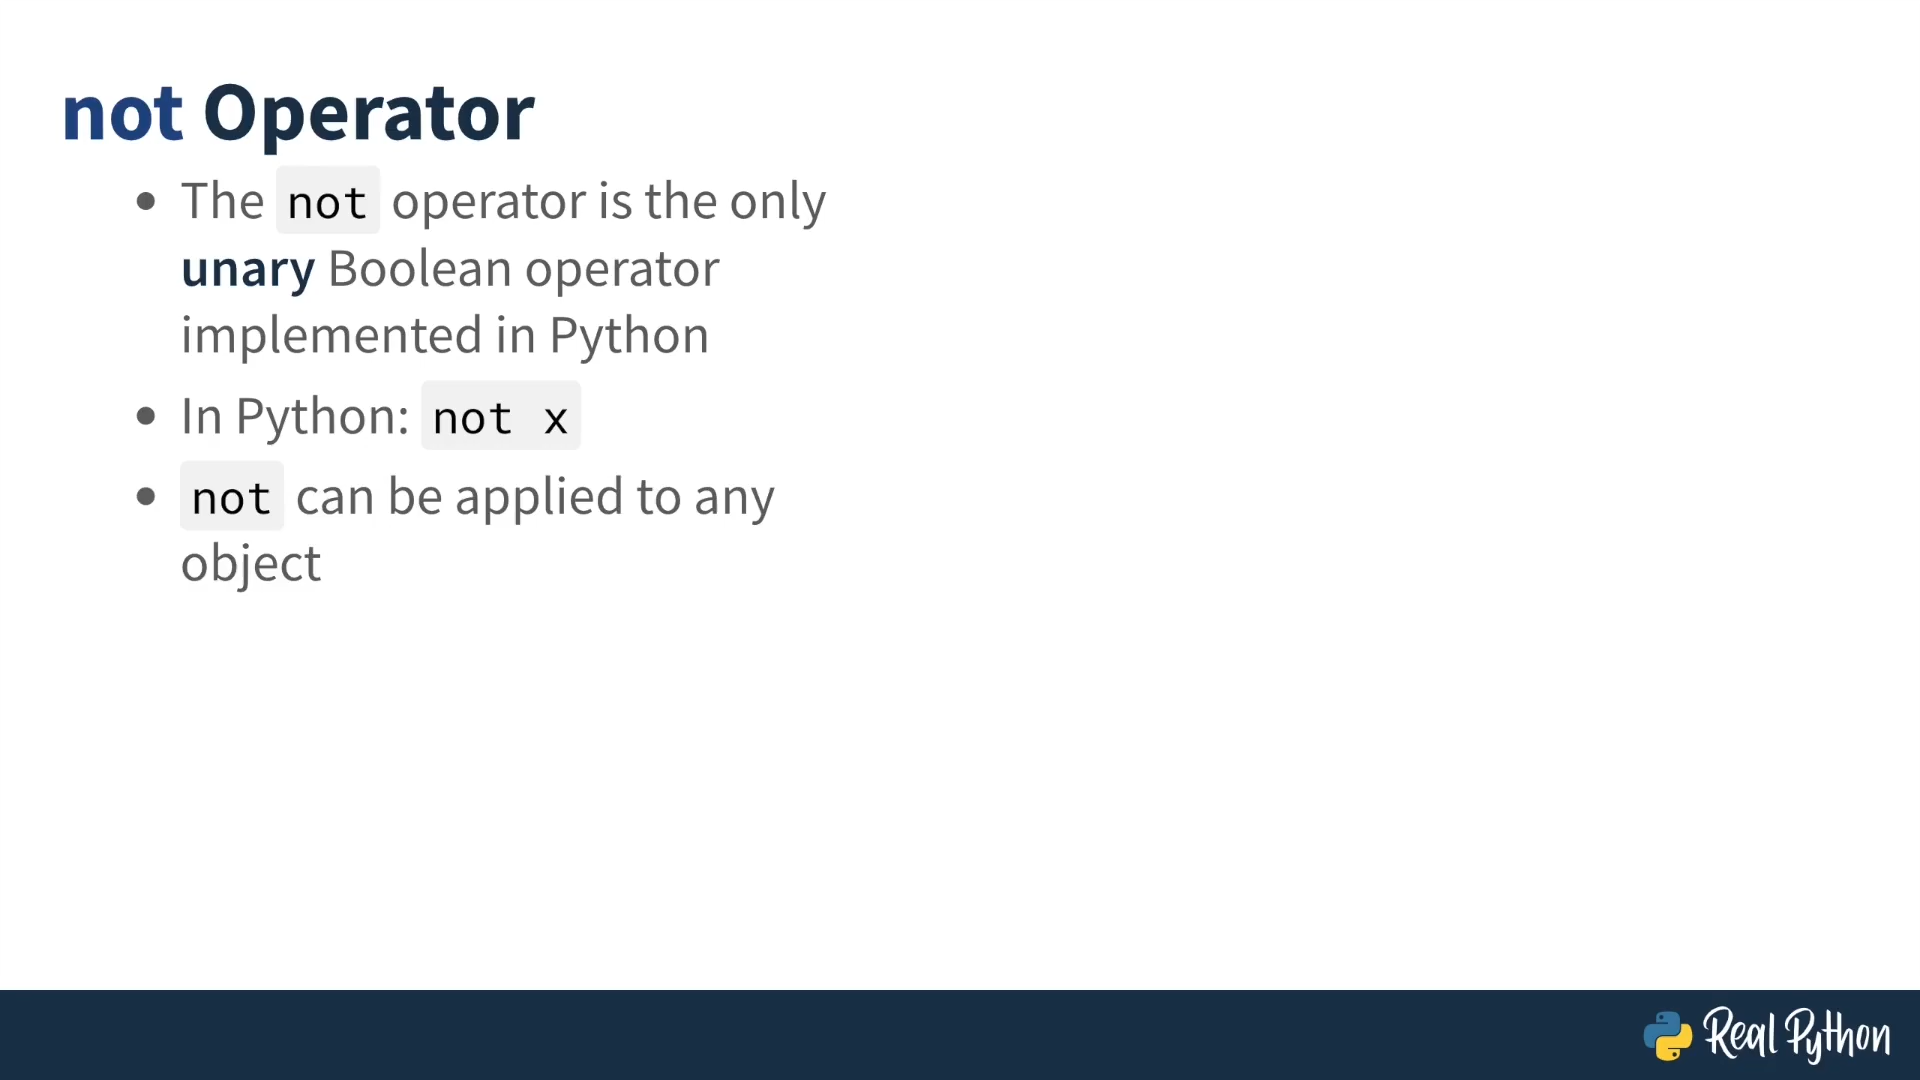 not Operator
• The not operator is the only
unary Boolean operator
implemented in Python
• In Python: not x
• not can be applied to any
object
Real Python